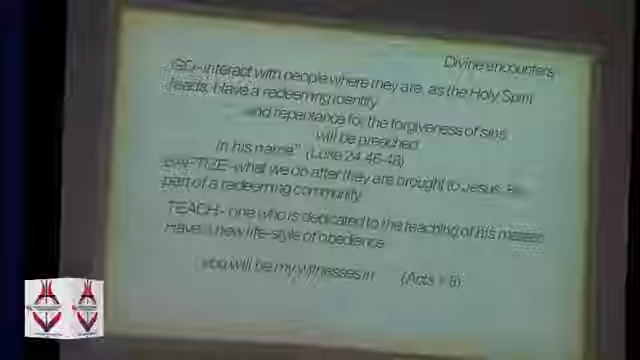 Divine encounters
GO- interact with people where they are, as the Holy Spirit
leads. Have a redeeming identity
and repentance for the forgiveness of sins
will be preached
in his name" (Luke 24:46-48)
BAPTIZE -what we do after they are brought to Jesus.
part of a redeeming community
TEACH - one who is dedicated to the teaching of his master
Have a new life-style of obedience
you will be my witnesses in (Acts 8)